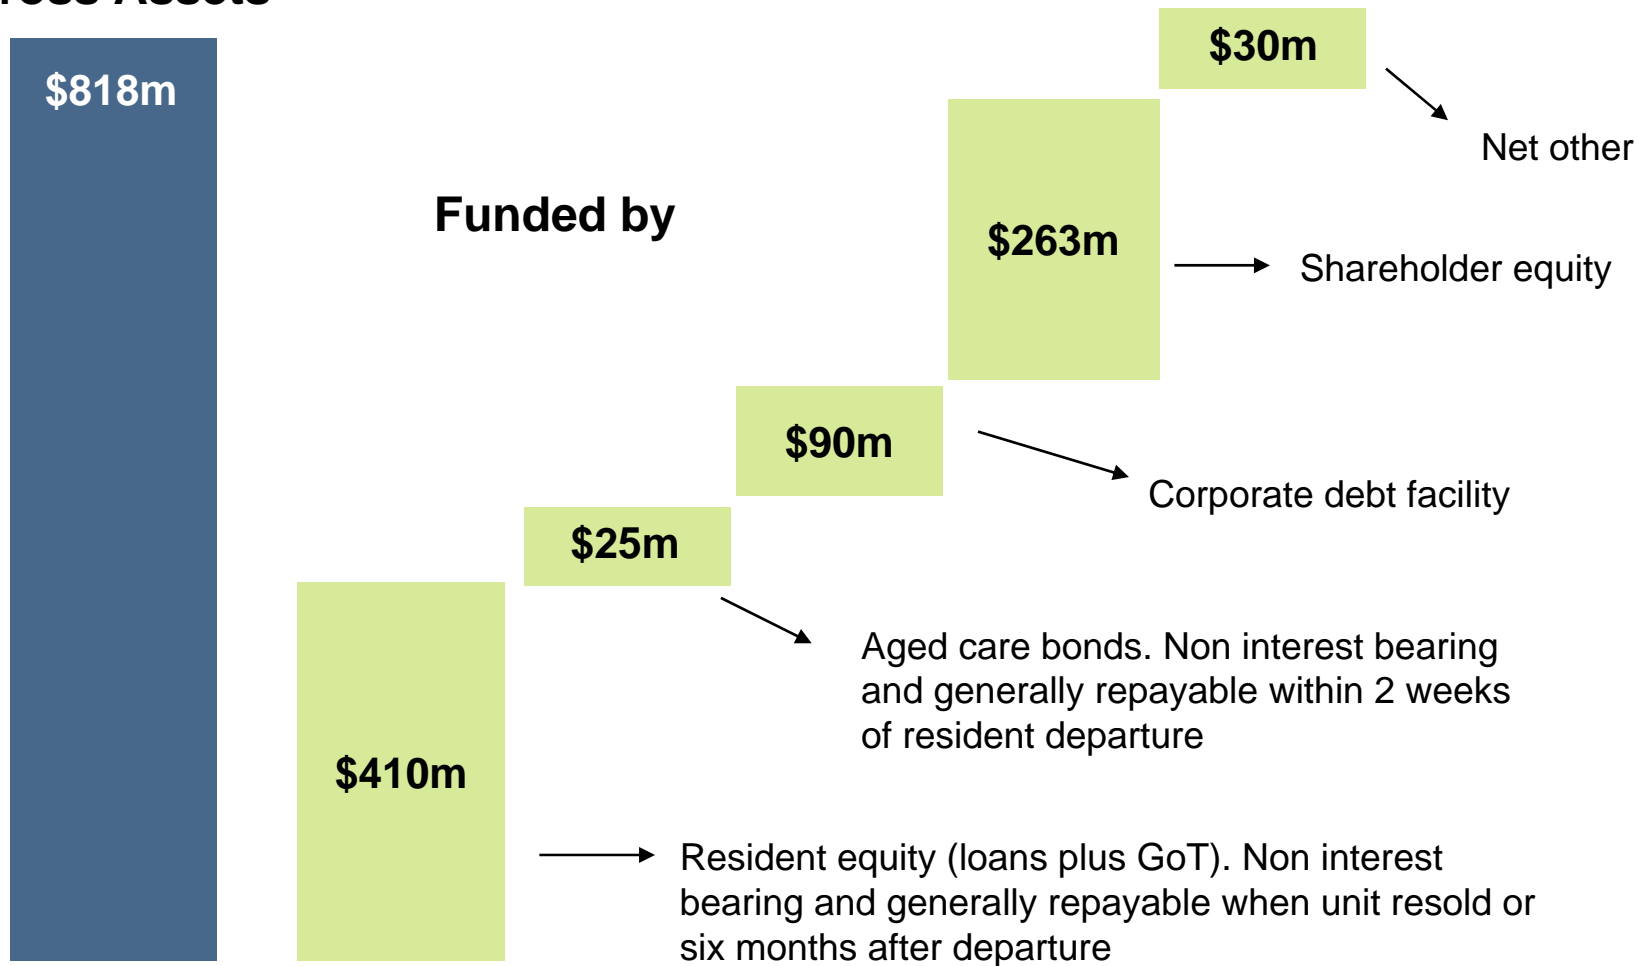 Assets
$818m
$30m
Net other
Funded by
$263m
Shareholder equity
$90m
Corporate debt facility
$25m
Aged care bonds. Non interest bearing
and generally repayable within 2 weeks
of resident departure
$410m
Resident equity (loans plus GoT). Non interest
bearing and generally repayable when unit resold or
six months after departure